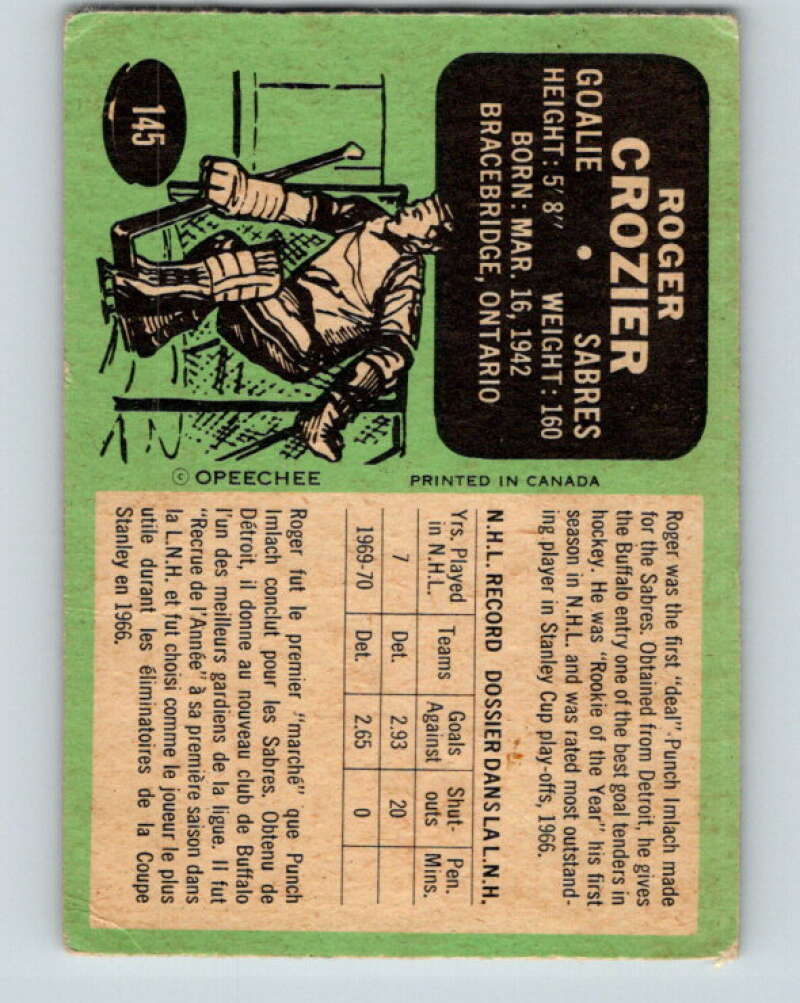 ROGER
CROZIER
GOALIE • SABRES
HEIGHT: 5'8" WEIGHT: 160
BORN: MAR. 16, 1942
BRACEBRIDGE, ONTARIO
145
© OPEECHEE PRINTED IN CANADA
Roger was the first "deal" Punch Imlach made
for the Sabres. Obtained from Detroit, he gives
the Buffalo entry one of the best goal tenders in
hockey. He was "Rookie of the Year" his first
season in N.H.L. and was rated most outstand-
ing player in Stanley Cup play-offs, 1966.
N.H.L. RECORD DOSSIER DANS LA L.N.H.
Yrs. Played Teams Goals Shut- Pen.
in N.H.L. Against outs Mins.
7 Det. 2.93 20
1969-70 Det. 2.65 0
Roger fut le premier "marché" que Punch
Imlach conclut pour les Sabres. Obtenu de
Détroit, il donne au nouveau club de Buffalo
l'un des meilleurs gardiens de la ligue. Il fut
"Recrue de l'Année" à sa première saison dans
la L.N.H. et fut choisi comme le joueur le plus
utile durant les éliminatoires de la Coupe
Stanley en 1966.